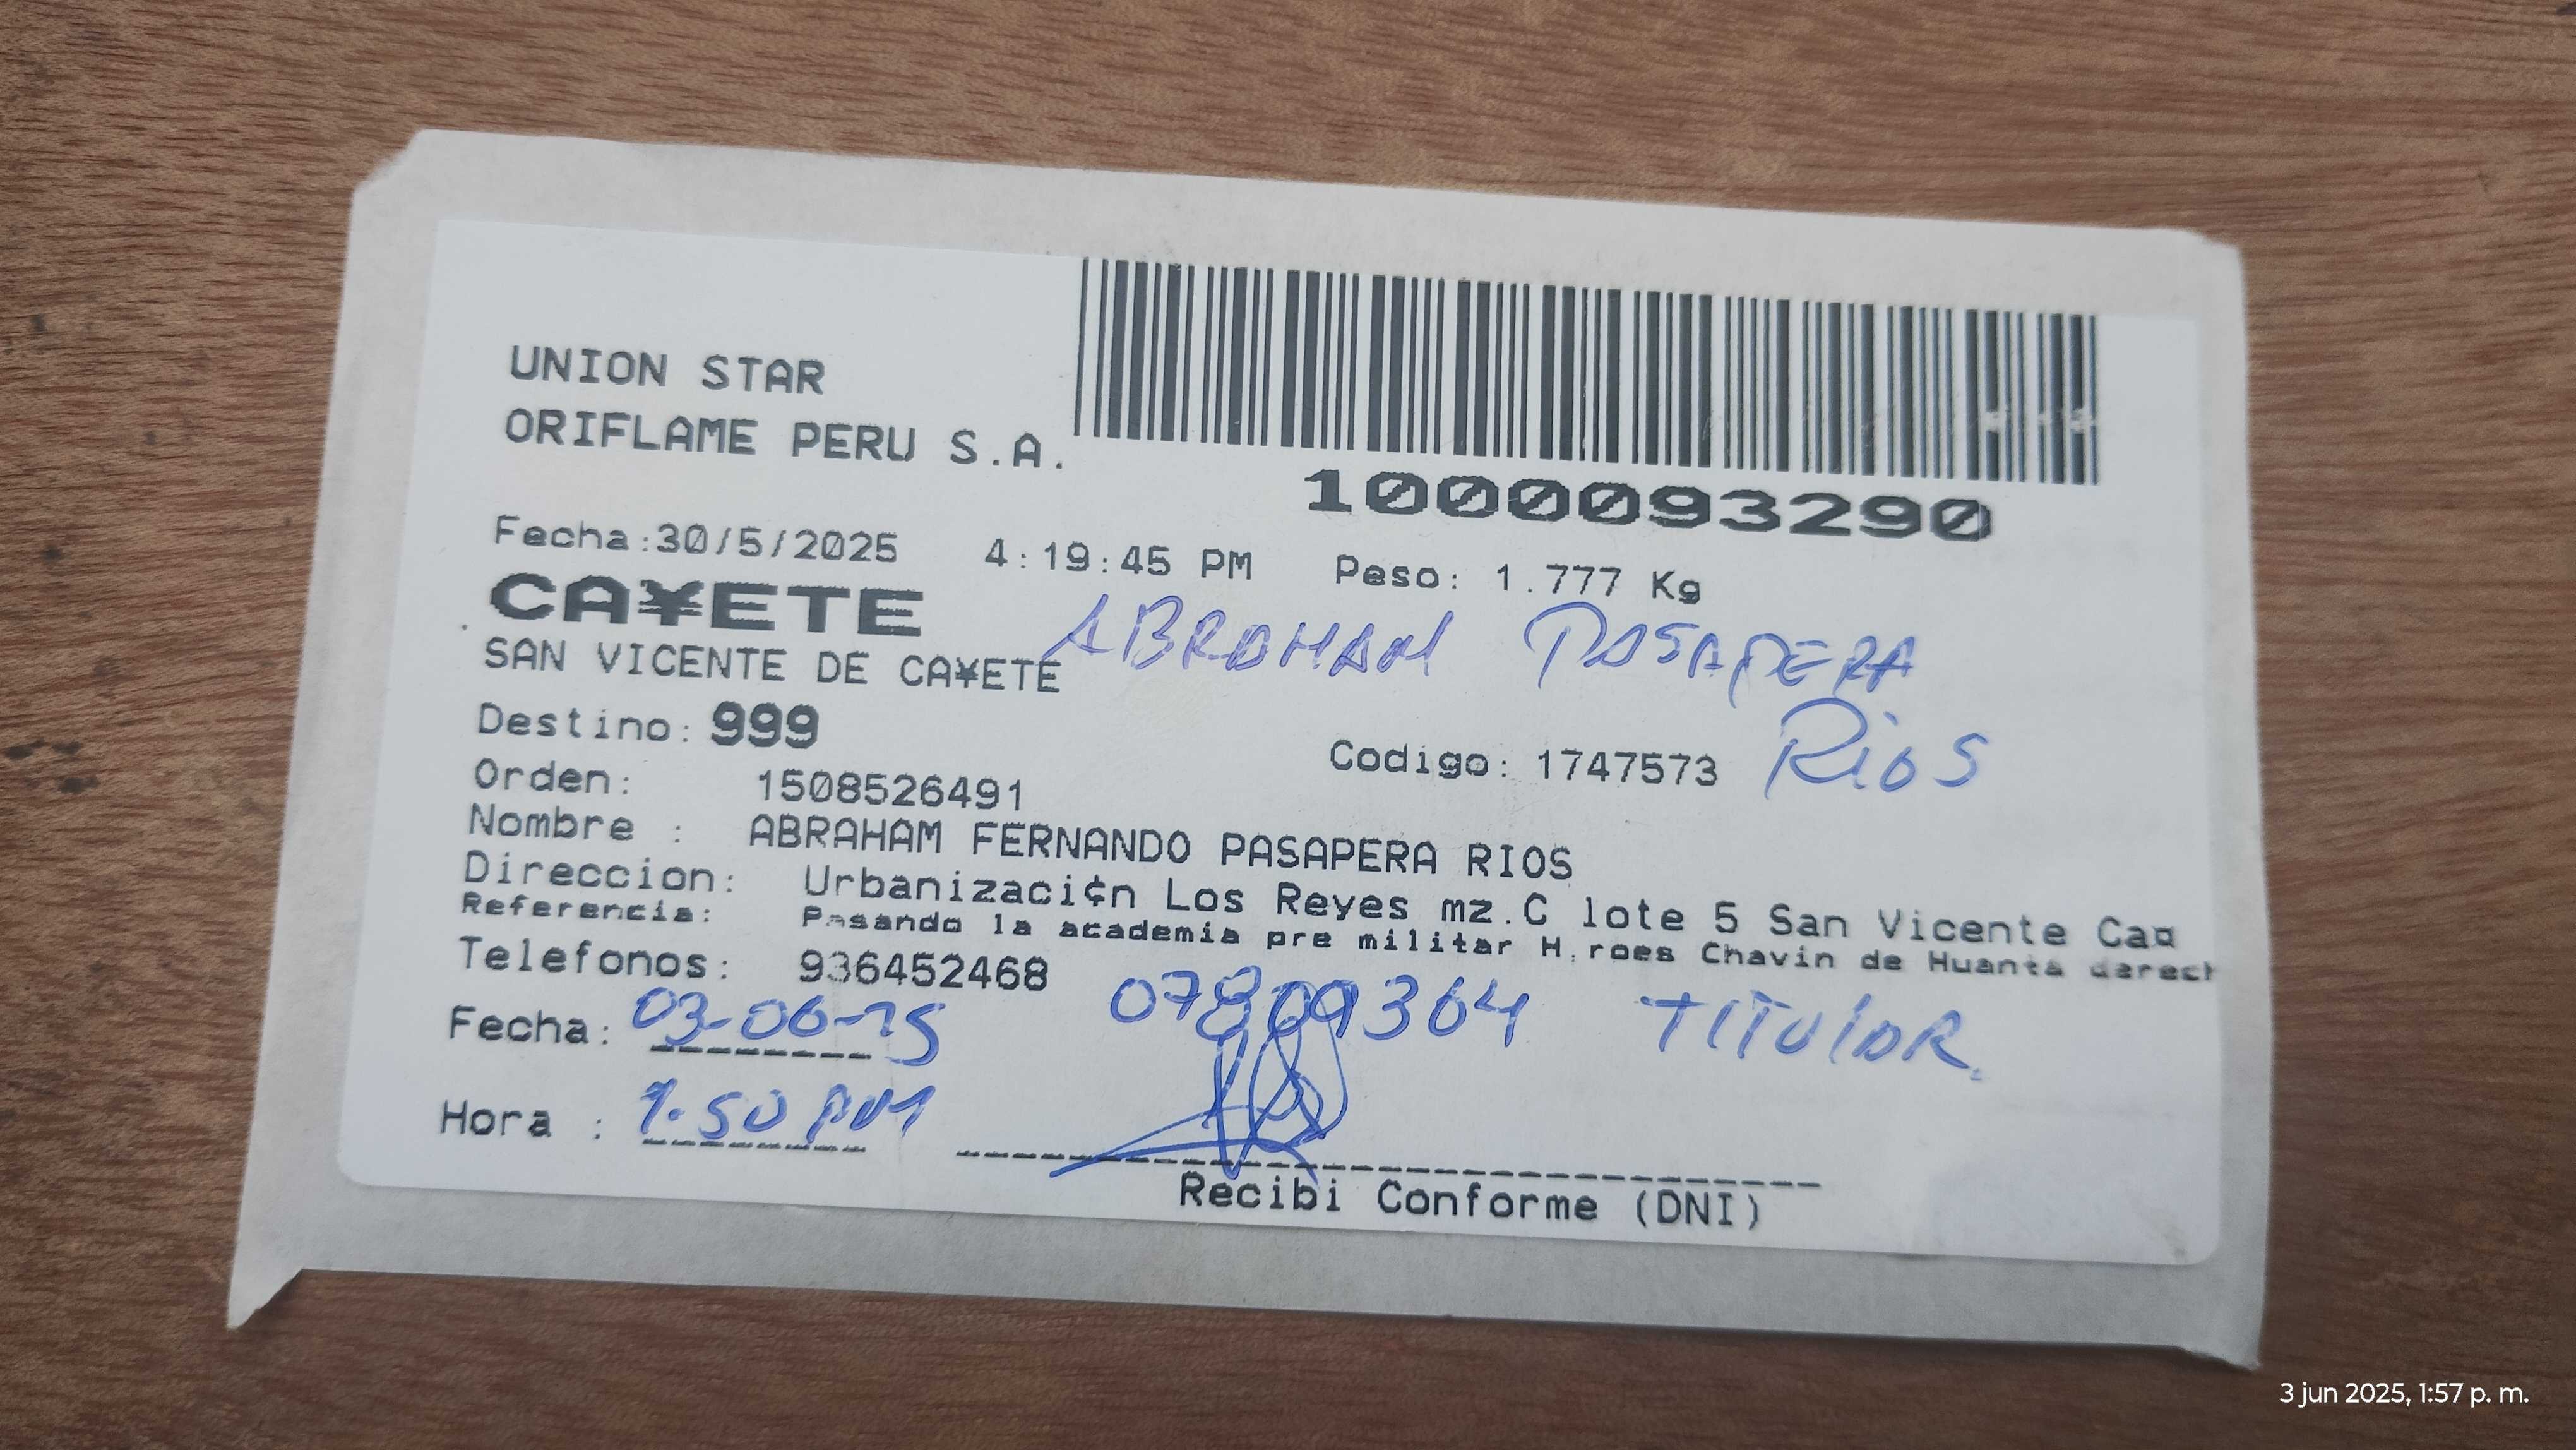 UNION STAR
ORIFLAME PERU S.A.
1000093290
Fecha:30/5/2025 4:19:45 PM Peso: 1.777 Kg
CA¥ETE
SAN VICENTE DE CA¥ETE
ABRAHAM PASAPERA
RIOS
Destino: 999
Codigo: 1747573
Orden: 1508526491
Nombre : ABRAHAM FERNANDO PASAPERA RIOS
Direccion: Urbanizaci¢n Los Reyes mz.C lote 5 San Vicente Ca¤
Referencia: Pasando la academia pre militar H.roes Chavin de Huanta derech
Telefonos: 936452468
Fecha: 03-06-25 07809364 TITULAR
Hora : 1.50 PM
Recibi Conforme (DNI)
3 jun 2025, 1:57 p. m.